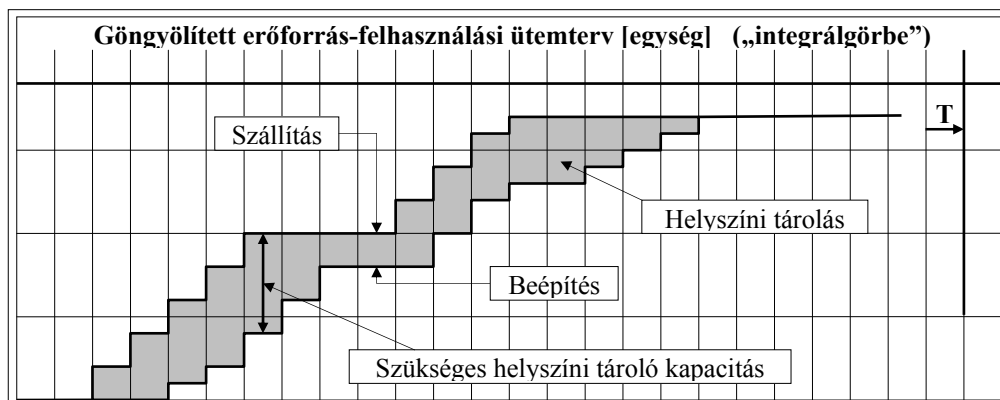 Göngyölített erőforrás-felhasználási ütemterv [egység] („integrálgörbe”)
T
Szállítás
Helyszíni tárolás
Beépítés
Szükséges helyszíni tároló kapacitás